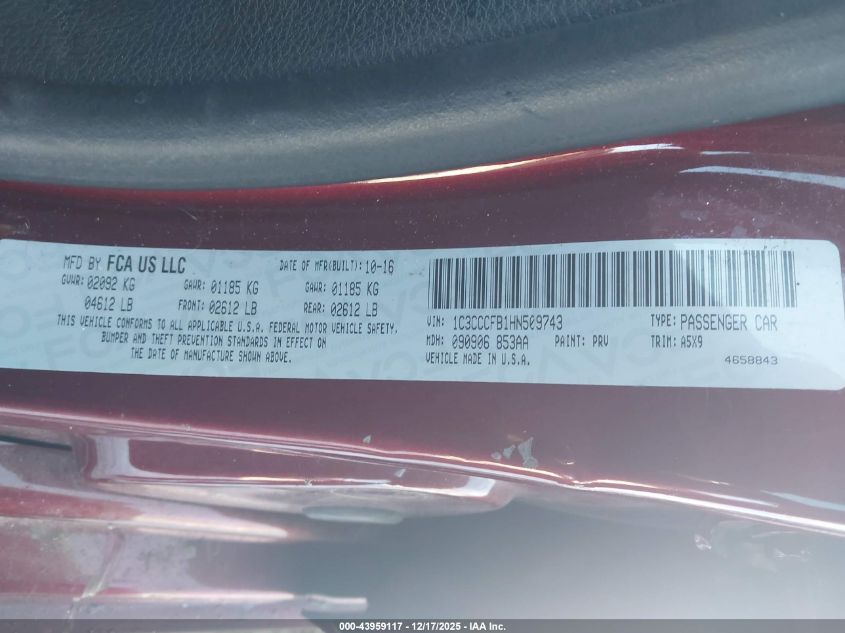 MFD BY FCA US LLC
DATE OF MFR(BUILT): 10-16
GVWR: 02092 KG GAWR: 01185 KG GAWR: 01185 KG
04612 LB FRONT: 02612 LB REAR: 02612 LB
THIS VEHICLE CONFORMS TO ALL APPLICABLE U.S.A. FEDERAL MOTOR VEHICLE SAFETY,
BUMPER AND THEFT PREVENTION STANDARDS IN EFFECT ON
THE DATE OF MANUFACTURE SHOWN ABOVE.
VIN: 1C3CCCFB1HN509743 TYPE: PASSENGER CAR
MDH: 090906 853AA PAINT: PRV TRIM: A5X9
VEHICLE MADE IN U.S.A. 4658843
000-43959117 - 12/17/2025 - IAA Inc.